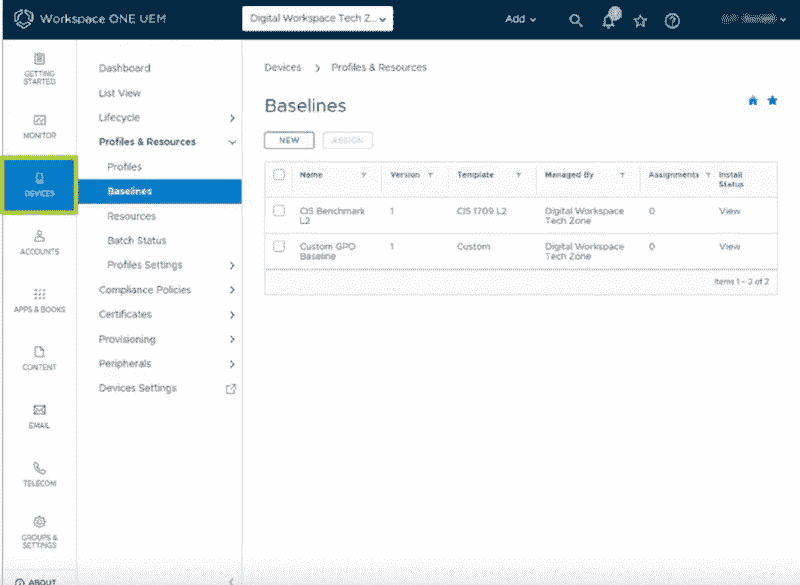 Workspace ONE UEM
Digital Workspace Tech Z...
Add
GETTING
STARTED
MONITOR
DEVICES
ACCOUNTS
APPS & BOOKS
CONTENT
EMAIL
TELECOM
GROUPS &
SETTINGS
ABOUT
Dashboard
List View
Lifecycle
Profiles & Resources
Profiles
Baselines
Resources
Batch Status
Profiles Settings
Compliance Policies
Certificates
Provisioning
Peripherals
Devices Settings
Devices > Profiles & Resources
Baselines
NEW ASSIGN
Name Version Template Managed By Assignments Install
Status
CIS Benchmark 1 CIS 1709 L2 Digital Workspace 0 View
L2 Tech Zone
Custom GPO 1 Custom Digital Workspace 0 View
Baseline Tech Zone
Items 1 - 2 of 2